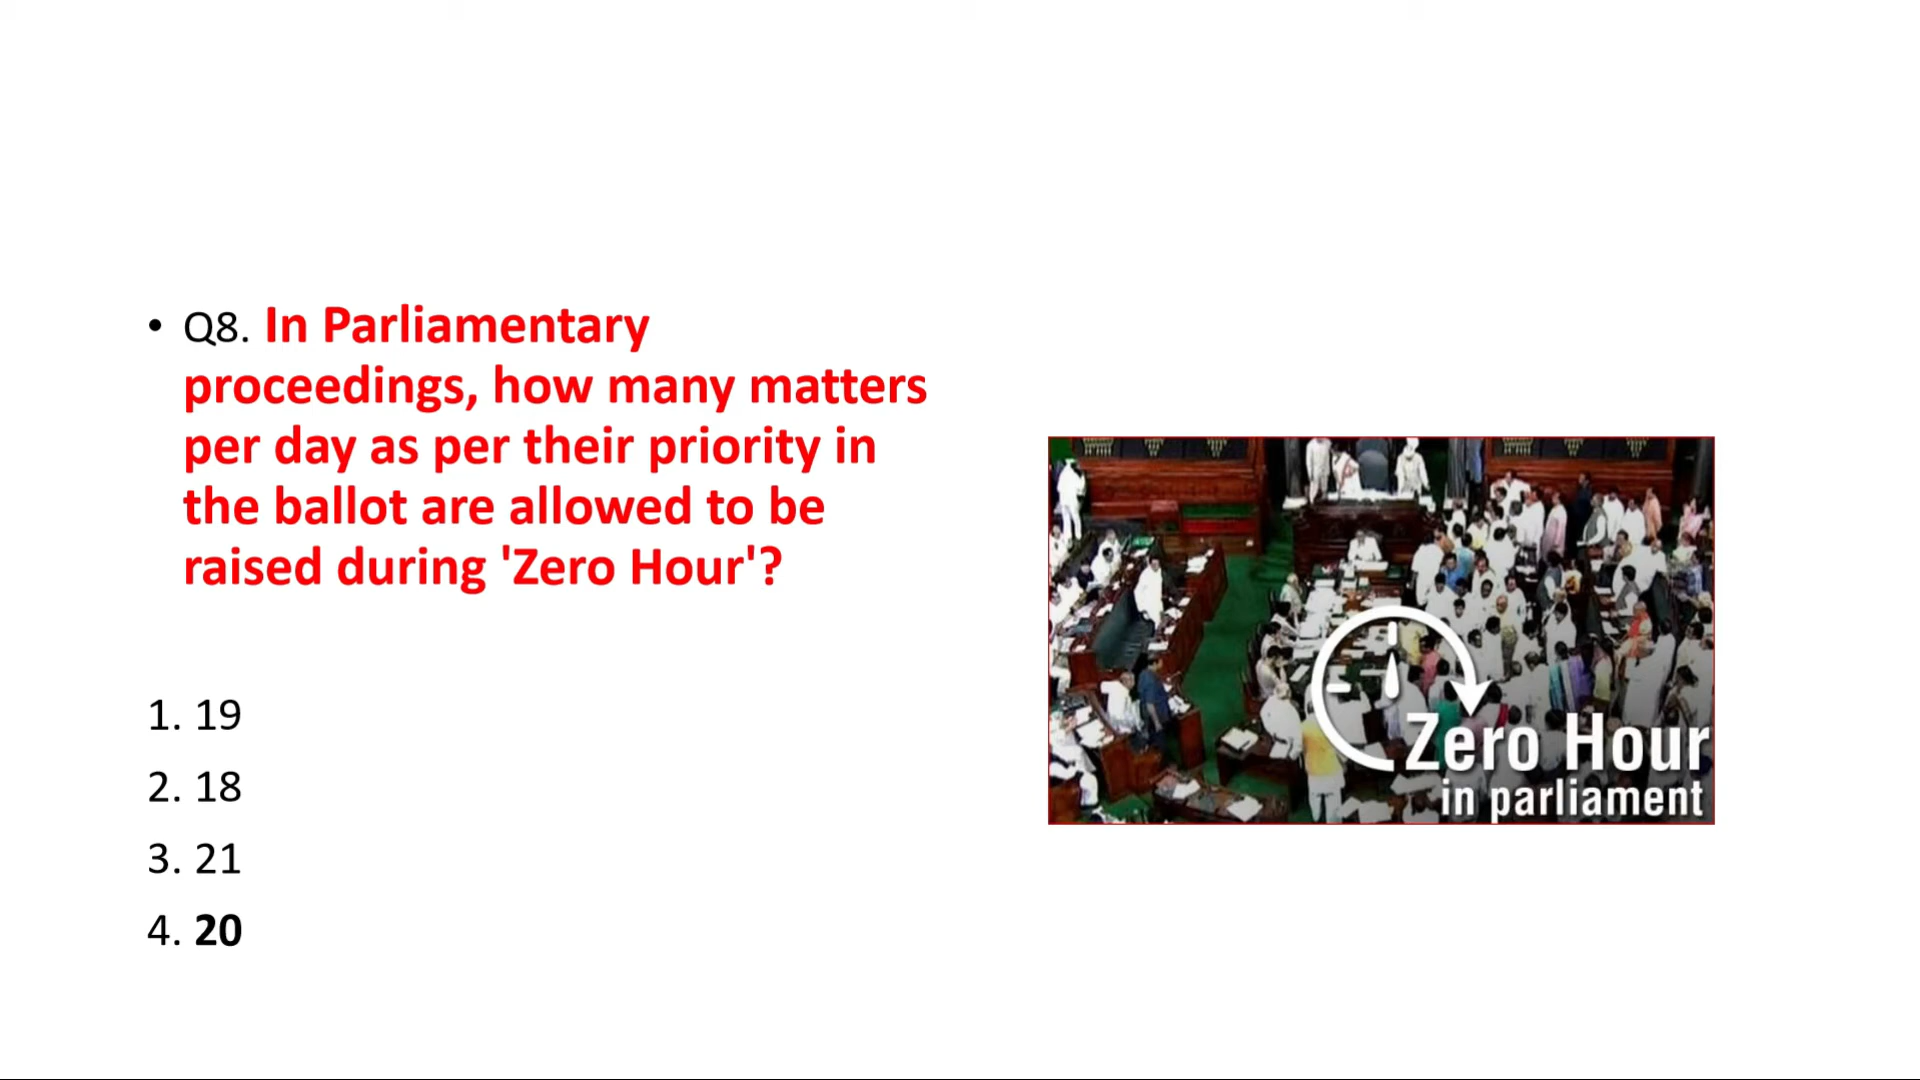 • Q8. In Parliamentary
proceedings, how many matters
per day as per their priority in
the ballot are allowed to be
raised during 'Zero Hour'?
1. 19
2. 18
3. 21
4. 20
Zero Hour
in parliament